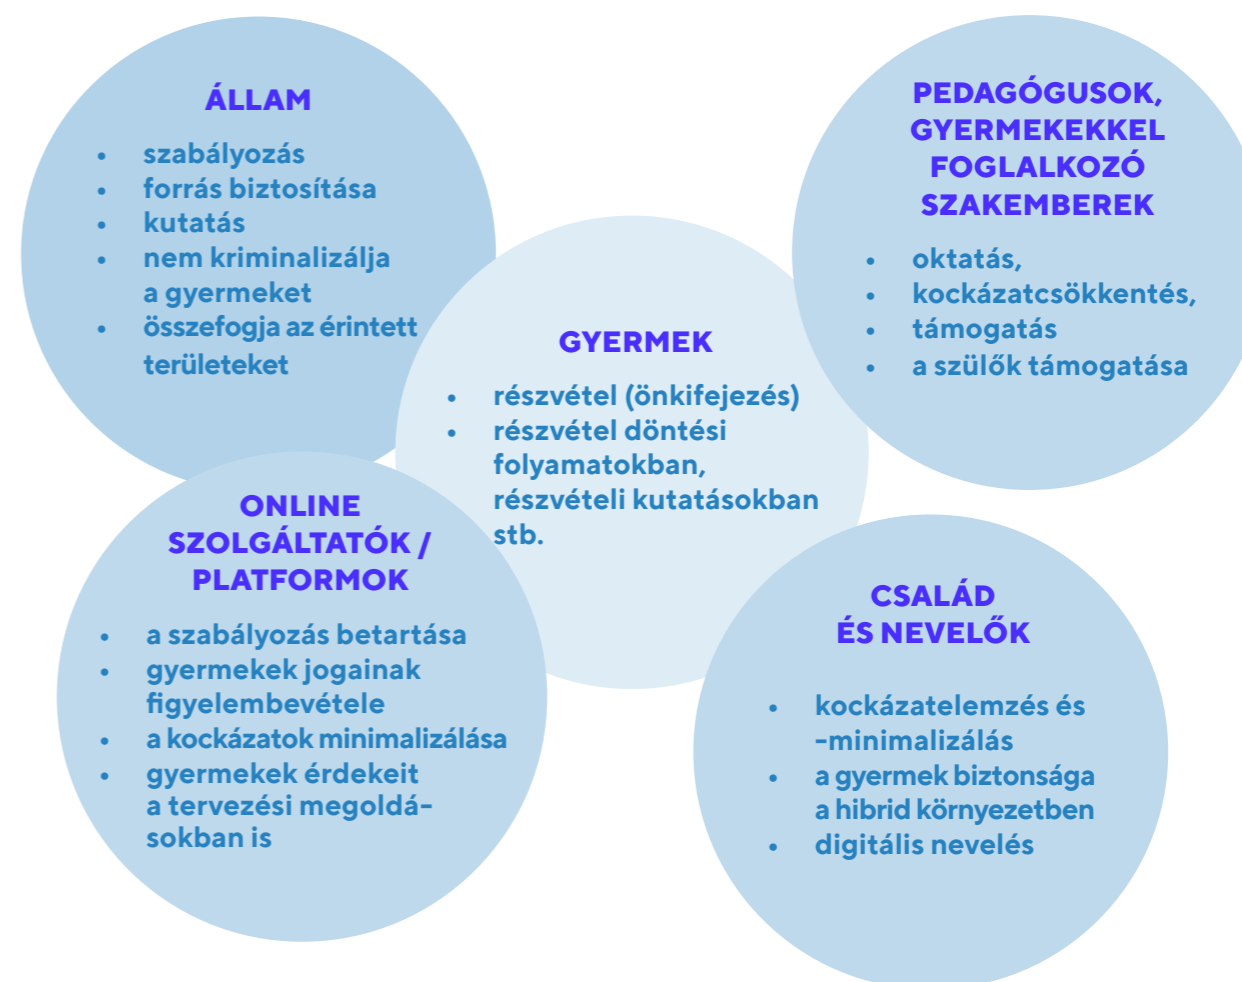 ÁLLAM
• szabályozás
• forrás biztosítása
• kutatás
• nem kriminalizálja
a gyermeket
• összefogja az érintett
területeket
PEDAGÓGUSOK,
GYERMEKEKKEL
FOGLALKOZÓ
SZAKEMBEREK
• oktatás,
• kockázatcsökkentés,
• támogatás
• a szülők támogatása
GYERMEK
• részvétel (önkifejezés)
• részvétel döntési
folyamatokban,
részvételi kutatásokban
stb.
ONLINE
SZOLGÁLTATÓK /
PLATFORMOK
• a szabályozás betartása
• gyermekek jogainak
figyelembevétele
• a kockázatok minimalizálása
• gyermekek érdekeit
a tervezési megoldá-
sokban is
CSALÁD
ÉS NEVELŐK
• kockázatelemzés és
-minimalizálás
• a gyermek biztonsága
a hibrid környezetben
• digitális nevelés